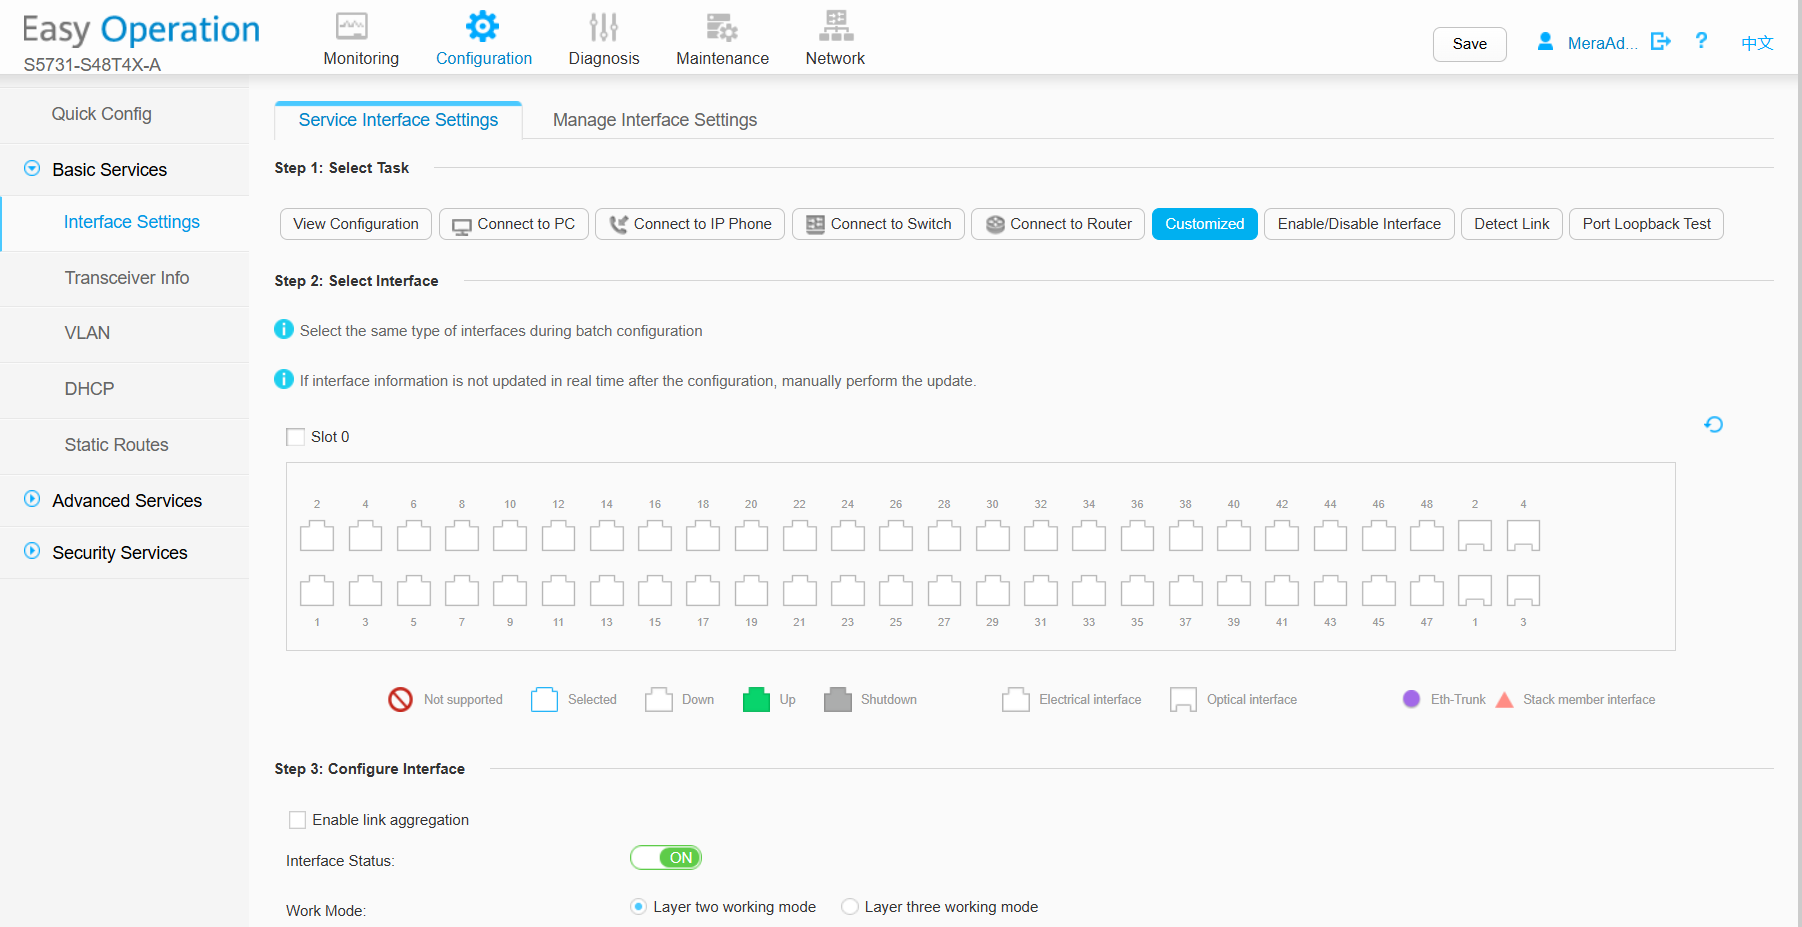 Easy Operation
S5731-S48T4X-A
Monitoring
Configuration
Diagnosis
Maintenance
Network
Save
MeraAd...
?
中文
Quick Config
Basic Services
Interface Settings
Transceiver Info
VLAN
DHCP
Static Routes
Advanced Services
Security Services
Service Interface Settings
Manage Interface Settings
Step 1: Select Task
View Configuration
Connect to PC
Connect to IP Phone
Connect to Switch
Connect to Router
Customized
Enable/Disable Interface
Detect Link
Port Loopback Test
Step 2: Select Interface
Select the same type of interfaces during batch configuration
If interface information is not updated in real time after the configuration, manually perform the update.
Slot 0
2 4 6 8 10 12 14 16 18 20 22 24 26 28 30 32 34 36 38 40 42 44 46 48 2 4
1 3 5 7 9 11 13 15 17 19 21 23 25 27 29 31 33 35 37 39 41 43 45 47 1 3
Not supported
Selected
Down
Up
Shutdown
Electrical interface
Optical interface
Eth-Trunk
Stack member interface
Step 3: Configure Interface
Enable link aggregation
Interface Status:
ON
Work Mode:
Layer two working mode
Layer three working mode